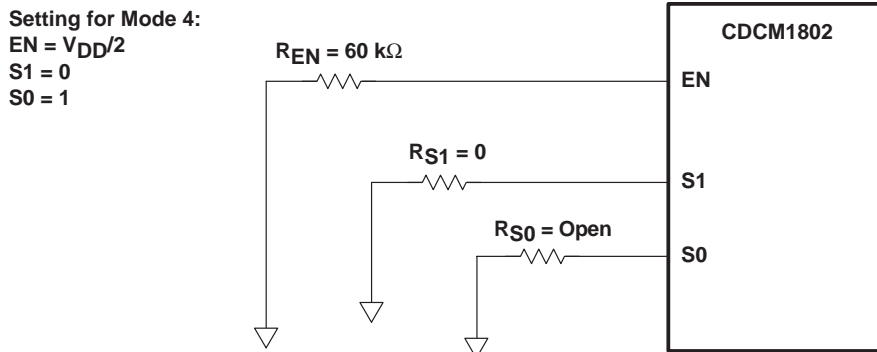 Setting for Mode 4:
EN = VDD/2
S1 = 0
S0 = 1
REN = 60 kΩ
RS1 = 0
RS0 = Open
CDCM1802
EN
S1
S0